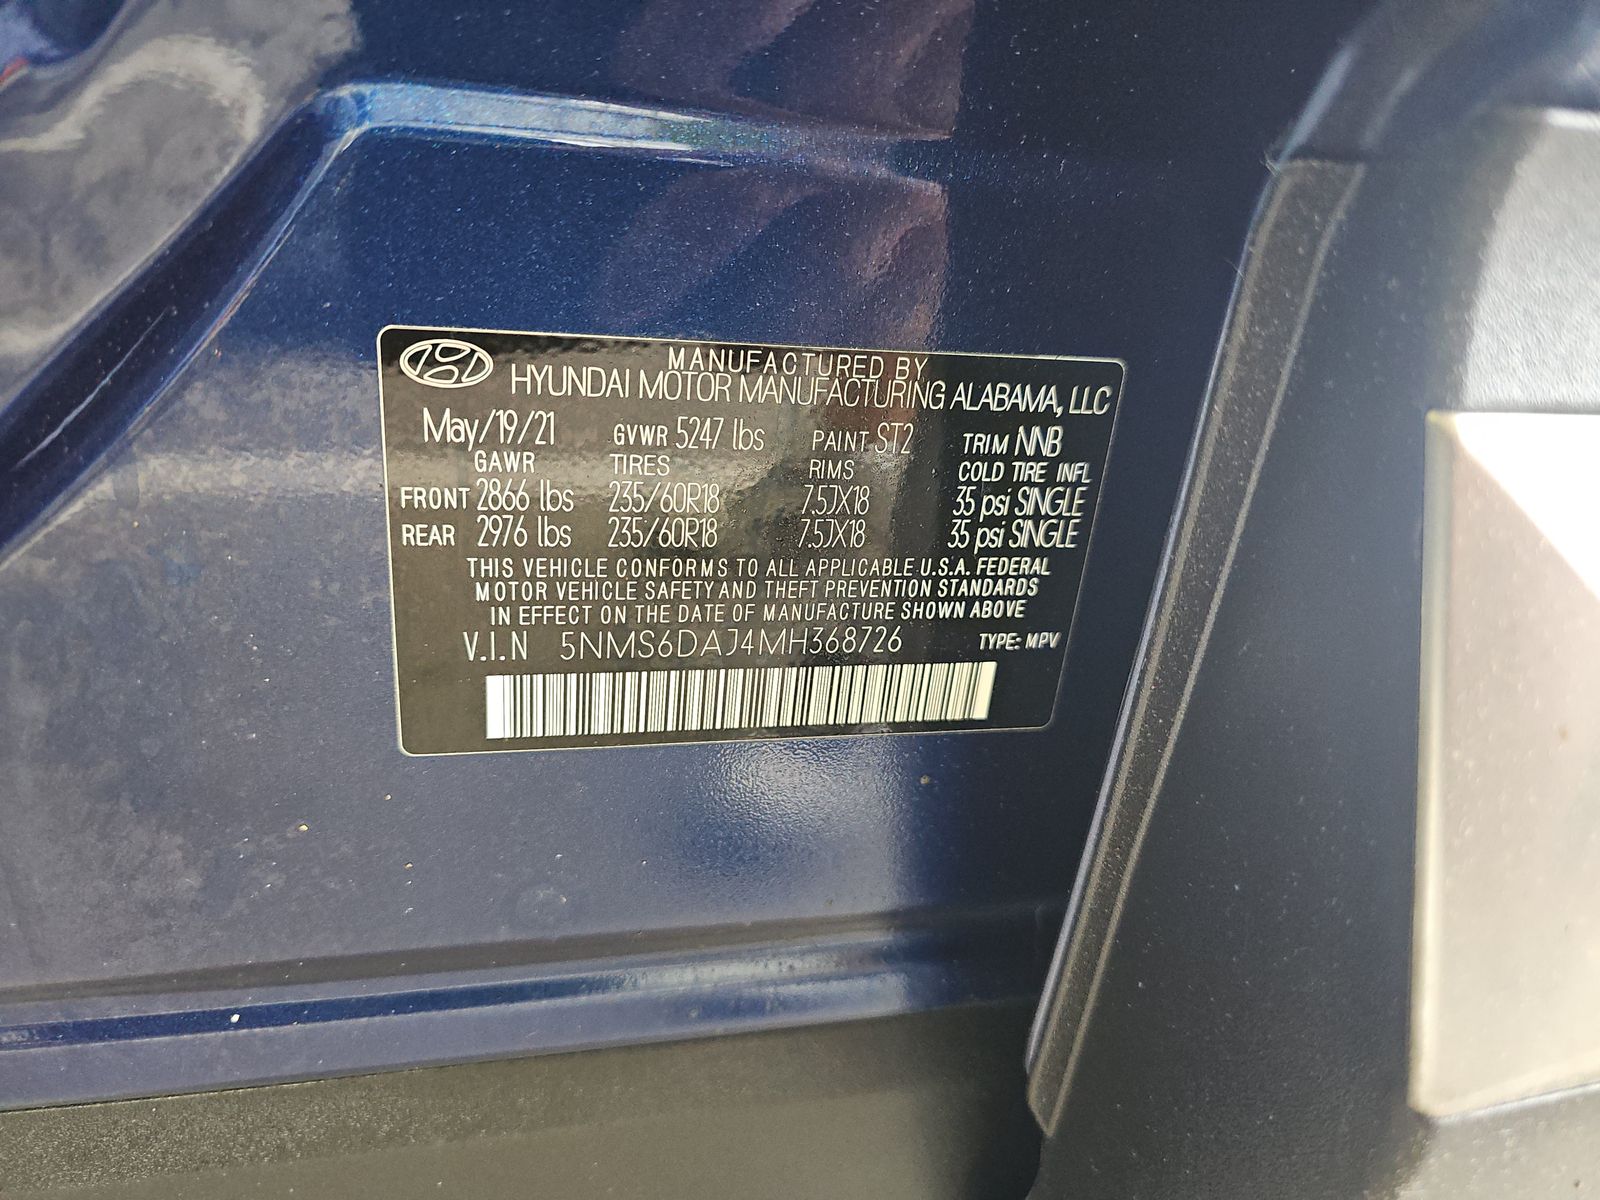 MANUFACTURED BY
HYUNDAI MOTOR MANUFACTURING ALABAMA, LLC
May/19/21 GVWR 5247 lbs PAINT ST2 TRIM NNB
GAWR TIRES RIMS COLD TIRE INFL
FRONT 2866 lbs 235/60R18 7.5JX18 35 psi SINGLE
REAR 2976 lbs 235/60R18 7.5JX18 35 psi SINGLE
THIS VEHICLE CONFORMS TO ALL APPLICABLE U.S.A. FEDERAL
MOTOR VEHICLE SAFETY AND THEFT PREVENTION STANDARDS
IN EFFECT ON THE DATE OF MANUFACTURE SHOWN ABOVE
V.I.N 5NMS6DAJ4MH368726 TYPE: MPV